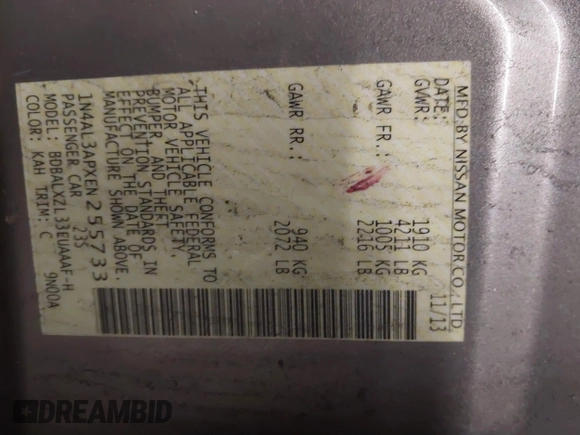 MFD BY NISSAN MOTOR CO., LTD
DATE: 11/13
GVWR: 1910 KG
4211 LB
GAWR FR.: 1005 KG
2216 LB
GAWR RR.: 940 KG
2072 LB
THIS VEHICLE CONFORMS TO
ALL APPLICABLE FEDERAL
MOTOR VEHICLE SAFETY,
BUMPER AND THEFT
PREVENTION STANDARDS IN
EFFECT ON THE DATE OF
MANUFACTURE SHOWN ABOVE.
1N4AL3APXEN255733
PASSENGER CAR 23S
MODEL: BDBALXZL33EUAAAF-H
COLOR: KAH TRIM: C 9N00A
DREAMBID